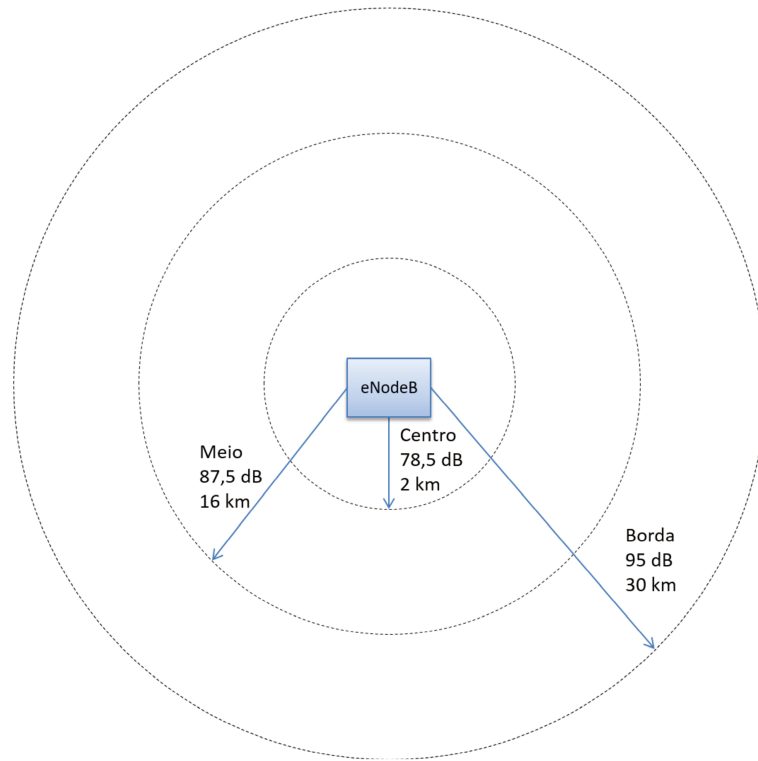 eNodeB
Centro
78,5 dB
2 km
Meio
87,5 dB
16 km
Borda
95 dB
30 km